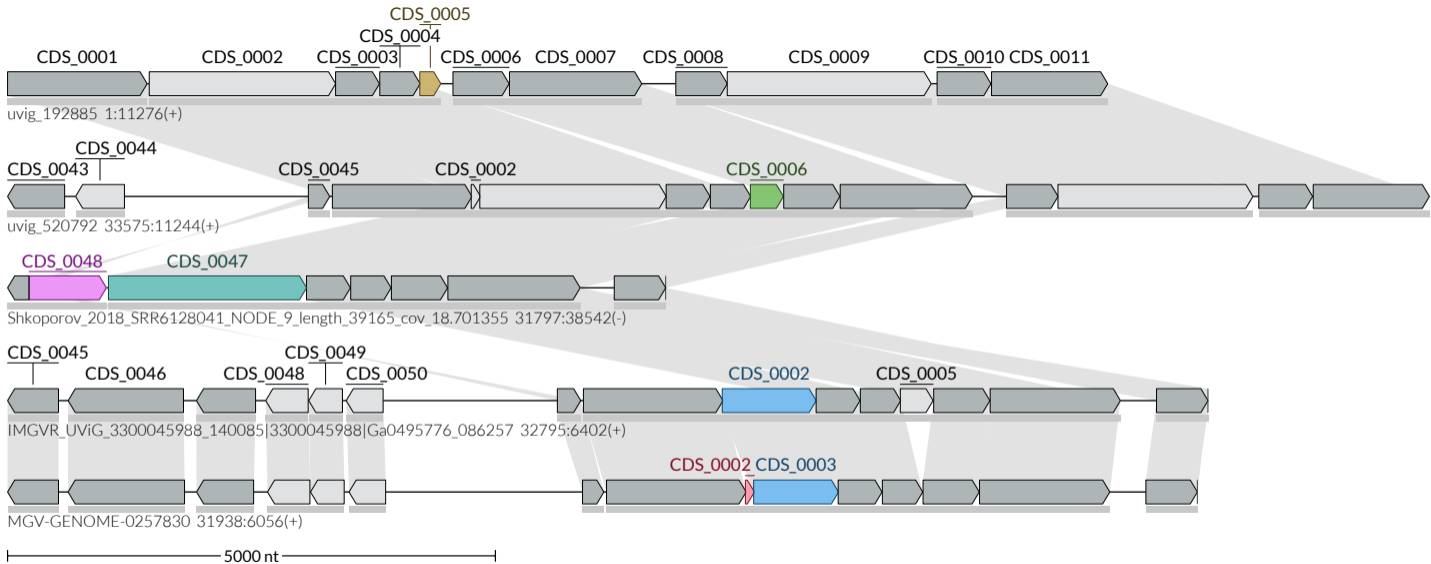 CDS_0005
CDS_0004
CDS_0001 CDS_0002 CDS_0003 CDS_0006 CDS_0007 CDS_0008 CDS_0009 CDS_0010 CDS_0011
uvig_192885 1:11276(+)
CDS_0044
CDS_0043 CDS_0045 CDS_0002 CDS_0006
uvig_520792 33575:11244(+)
CDS_0048 CDS_0047
Shkoporov_2018_SRR6128041_NODE_9_length_39165_cov_18.701355 31797:38542(-)
CDS_0045 CDS_0049
CDS_0046 CDS_0048 CDS_0050 CDS_0002 CDS_0005
IMGVR_UViG_3300045988_140085|3300045988|Ga0495776_086257 32795:6402(+)
CDS_0002 CDS_0003
MGV-GENOME-0257830 31938:6056(+)
5000 nt